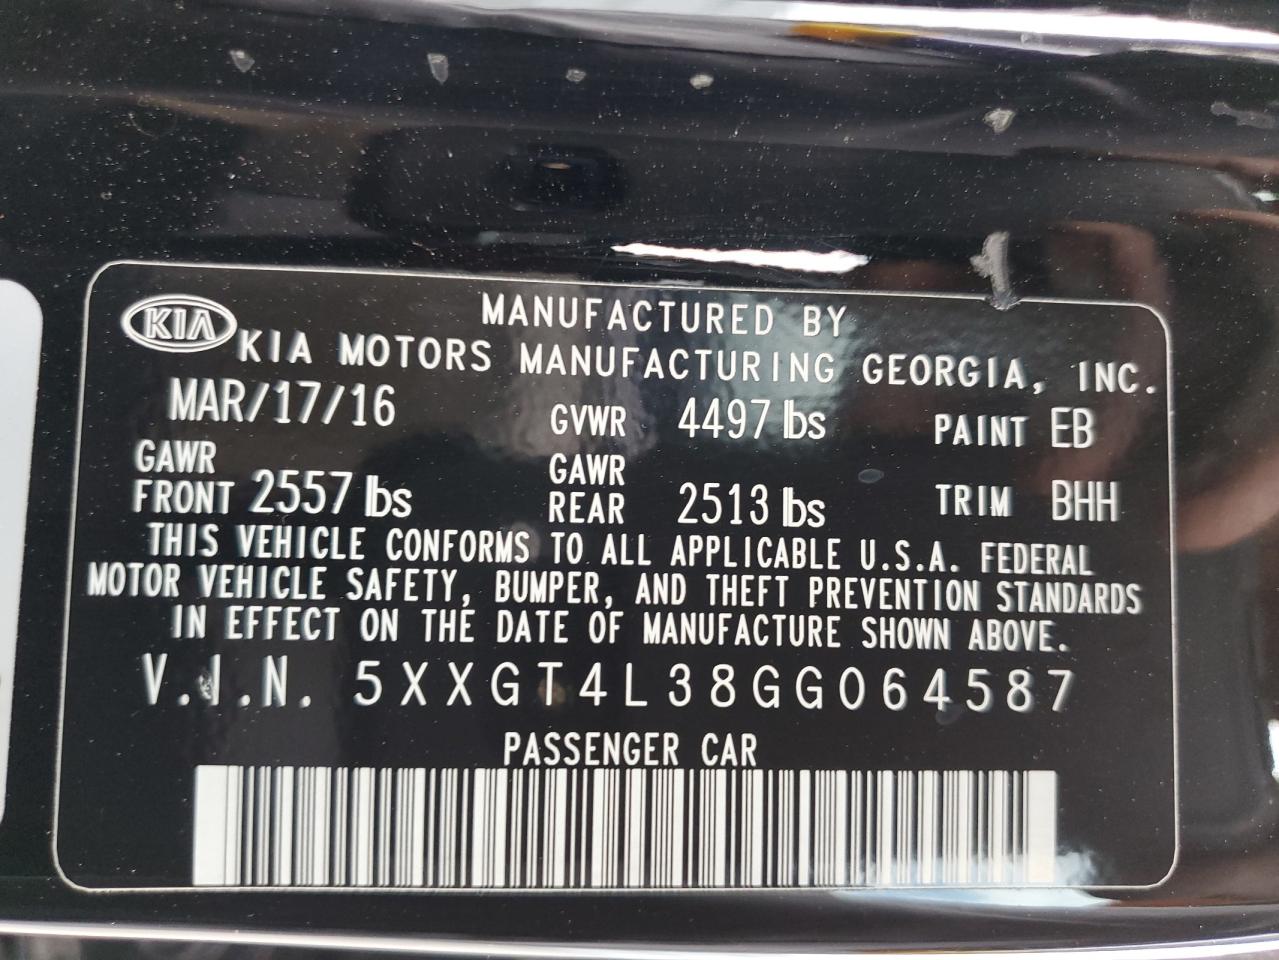 KIA
MANUFACTURED BY
KIA MOTORS MANUFACTURING GEORGIA, INC.
MAR/17/16 GVWR 4497 lbs PAINT EB
GAWR FRONT 2557 lbs GAWR REAR 2513 lbs TRIM BHH
THIS VEHICLE CONFORMS TO ALL APPLICABLE U.S.A. FEDERAL
MOTOR VEHICLE SAFETY, BUMPER, AND THEFT PREVENTION STANDARDS
IN EFFECT ON THE DATE OF MANUFACTURE SHOWN ABOVE.
V.I.N. 5XXGT4L38GG064587
PASSENGER CAR